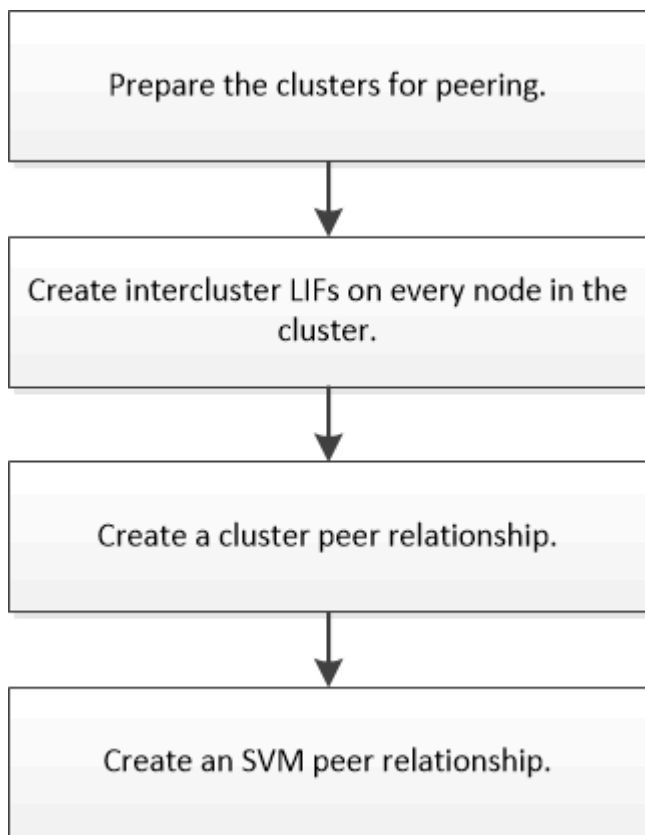 Prepare the clusters for peering.
Create intercluster LIFs on every node in the
cluster.
Create a cluster peer relationship.
Create an SVM peer relationship.